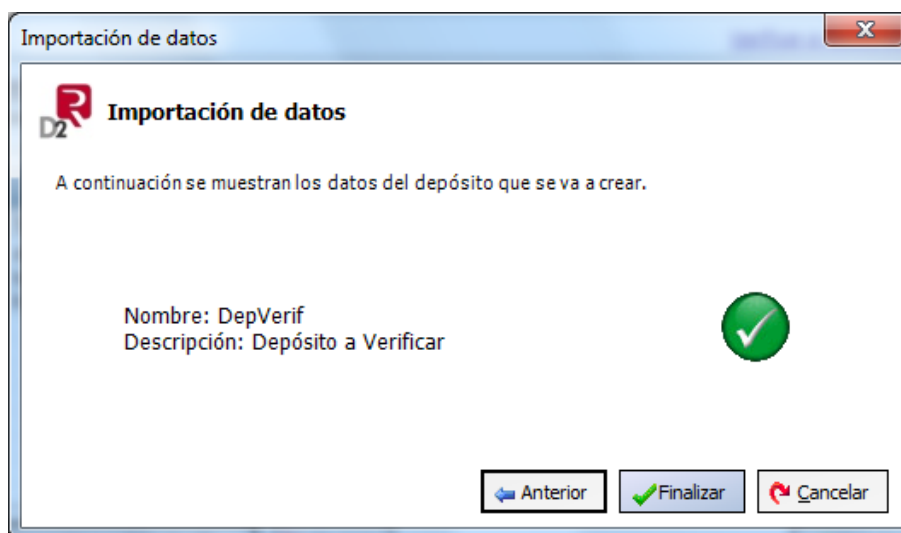 Importación de datos
D2R
Importación de datos
A continuación se muestran los datos del depósito que se va a crear.
Nombre: DepVerif
Descripción: Depósito a Verificar
Anterior
Finalizar
Cancelar